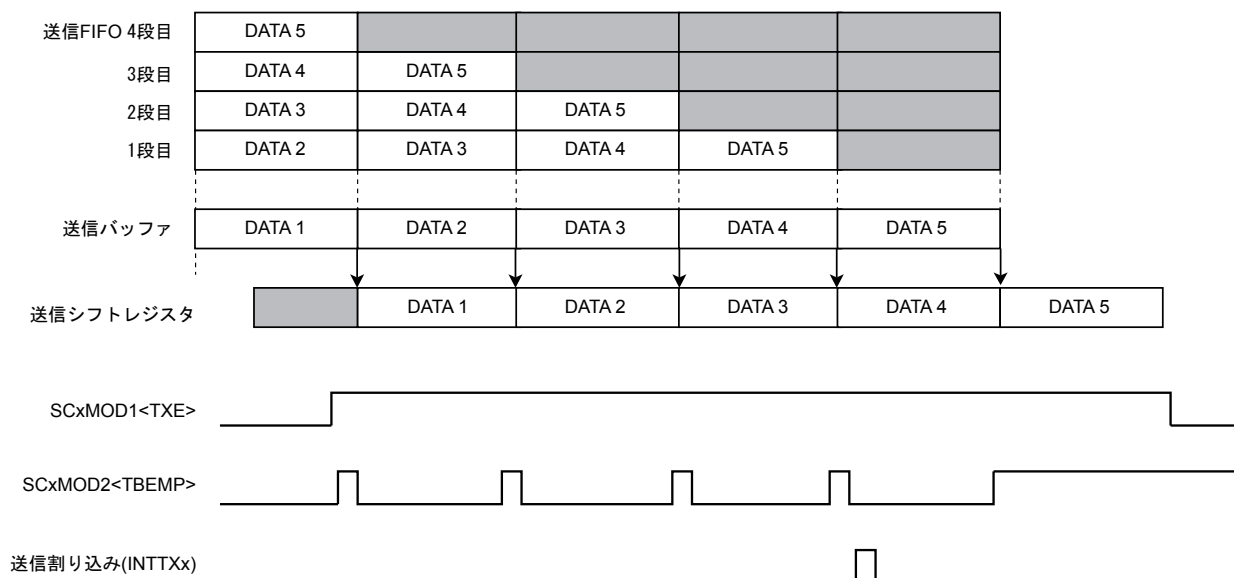 送信FIFO 4段目 DATA 5
3段目 DATA 4 DATA 5
2段目 DATA 3 DATA 4 DATA 5
1段目 DATA 2 DATA 3 DATA 4 DATA 5
送信バッファ DATA 1 DATA 2 DATA 3 DATA 4 DATA 5
送信シフトレジスタ DATA 1 DATA 2 DATA 3 DATA 4 DATA 5
SCxMOD1<TXE>
SCxMOD2<TBEMP>
送信割り込み(INTTXx)